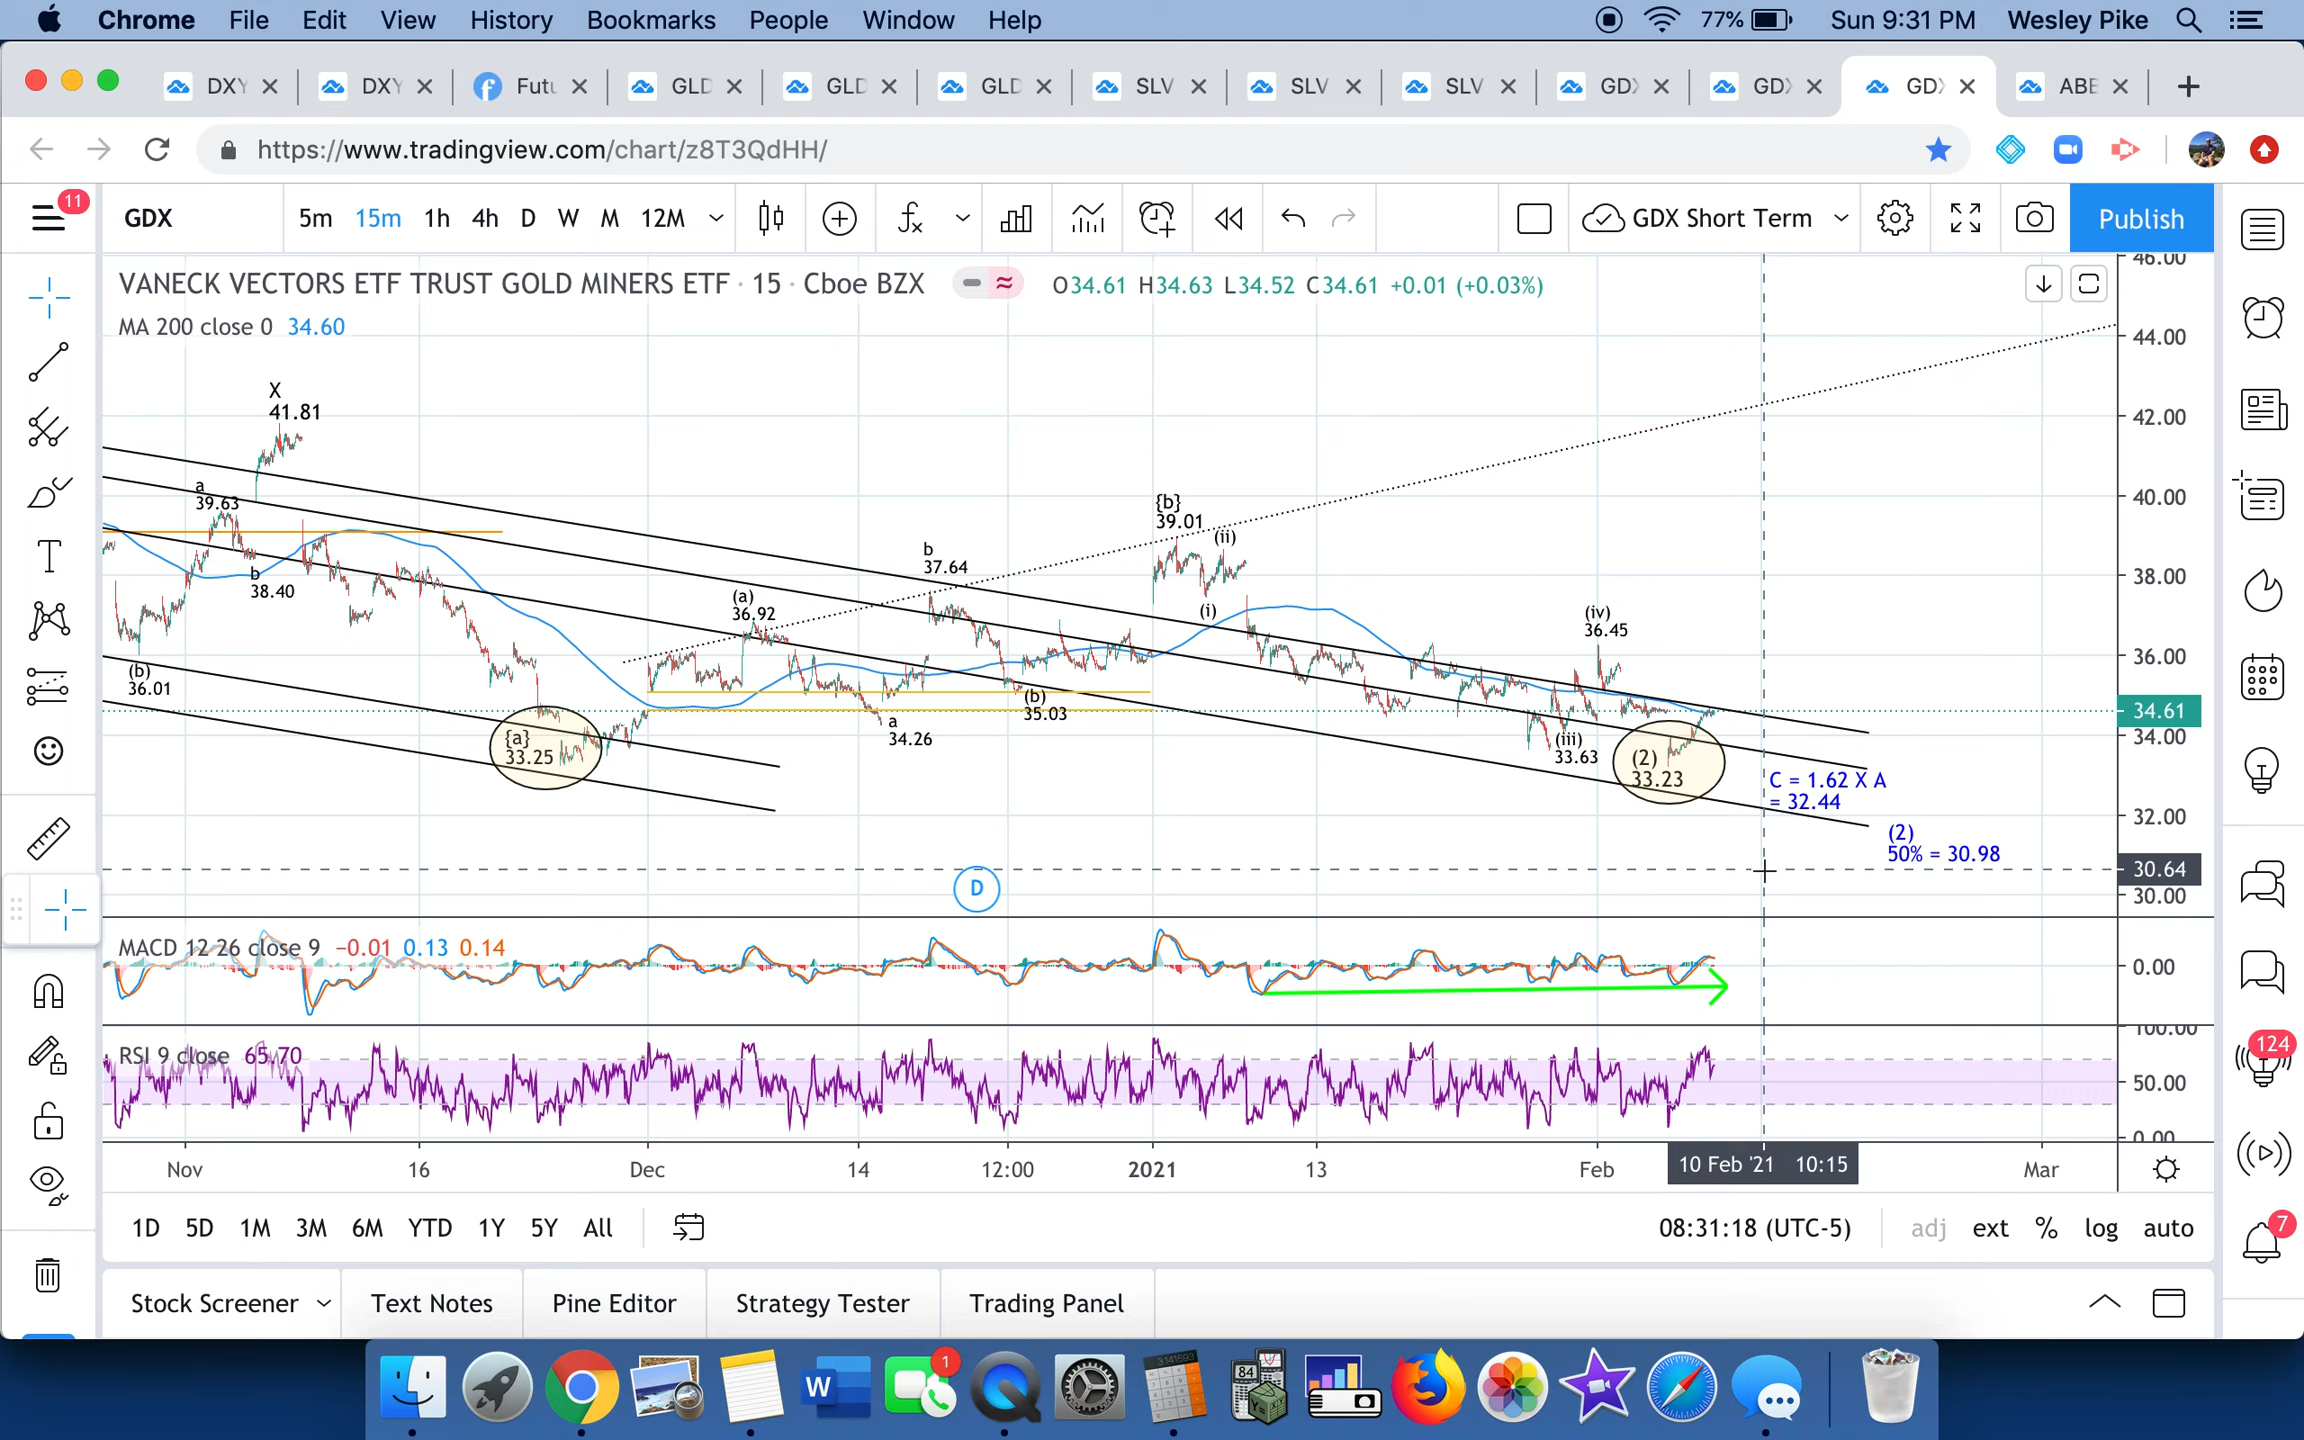 Chrome File Edit View History Bookmarks People Window Help 77% Sun 9:31 PM Wesley Pike
DXY DXY Futu GLD GLD GLD SLV SLV SLV GDX GDX GDX ABE
https://www.tradingview.com/chart/z8T3QdHH/
11
GDX 5m 15m 1h 4h D W M 12M GDX Short Term Publish
VANECK VECTORS ETF TRUST GOLD MINERS ETF · 15 · Cboe BZX O34.61 H34.63 L34.52 C34.61 +0.01 (+0.03%)
MA 200 close 0 34.60
46.00
44.00
42.00
40.00
38.00
36.00
34.61
34.00
32.00
30.64
30.00
X
41.81
a
39.63
b
38.40
(b)
36.01
{a}
33.25
(a)
36.92
a
34.26
b
37.64
(b)
35.03
{b}
39.01
(ii)
(i)
(iv)
36.45
(iii)
33.63
(2)
33.23
C = 1.62 X A
= 32.44
(2)
50% = 30.98
D
MACD 12 26 close 9 −0.01 0.13 0.14
0.00
RSI 9 close 65.70
100.00
50.00
0.00
Nov 16 Dec 14 12:00 2021 13 Feb 10 Feb '21 10:15 Mar
1D 5D 1M 3M 6M YTD 1Y 5Y All 08:31:18 (UTC-5) adj ext % log auto
124
7
Stock Screener Text Notes Pine Editor Strategy Tester Trading Panel
W
1
3.141593
84